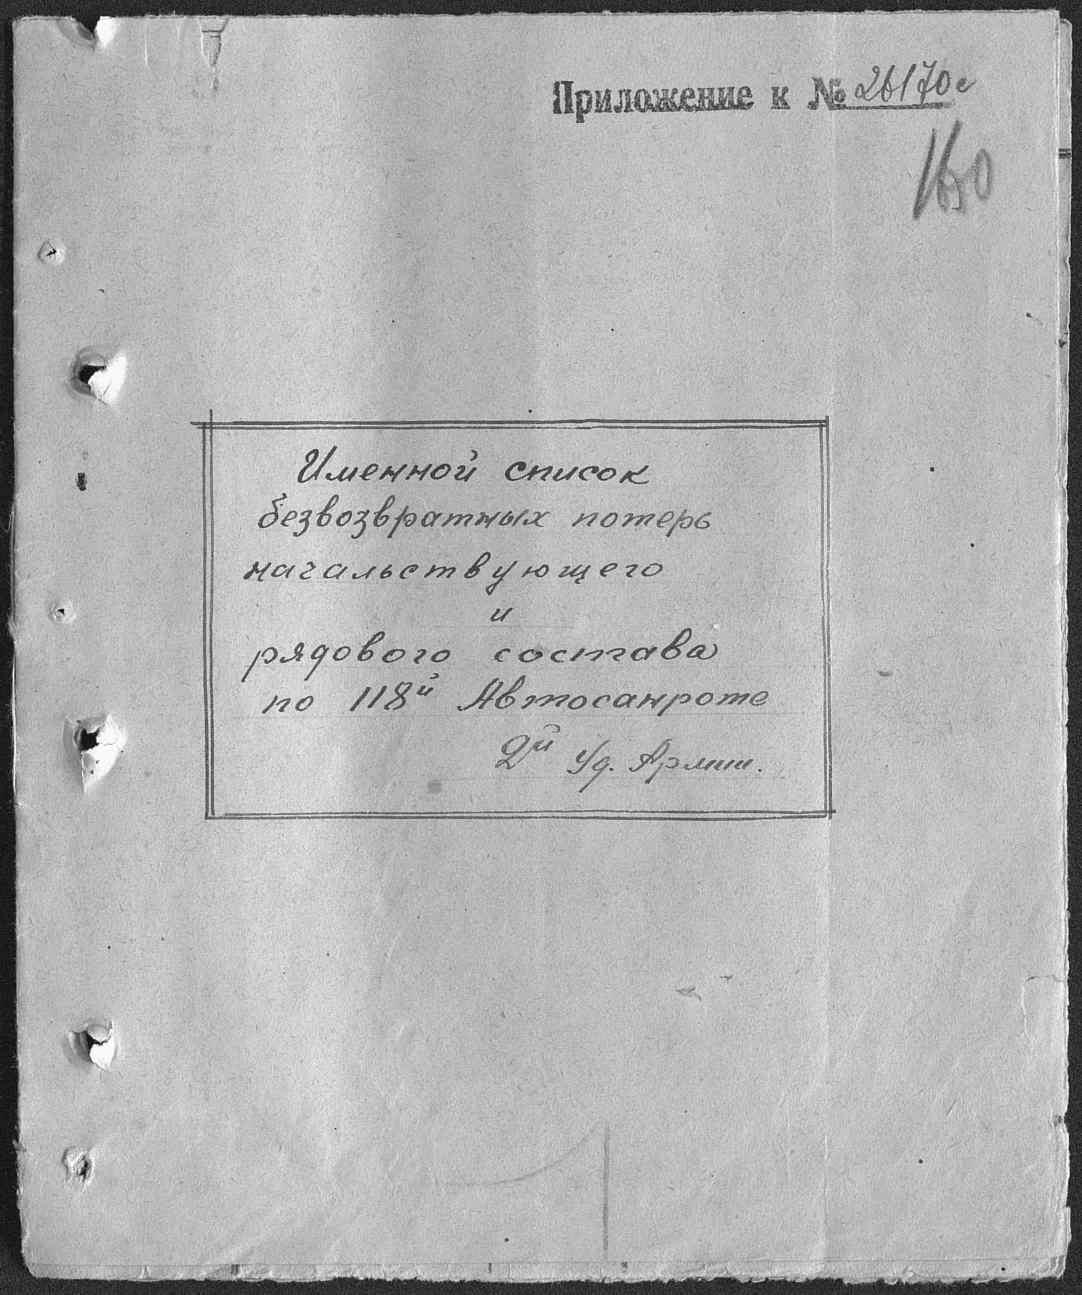 Приложение к № 26170с
160
Именной список
безвозвратных потерь
начальствующего
и
рядового состава
по 118й Автосанроте
2й Уд. Армии.